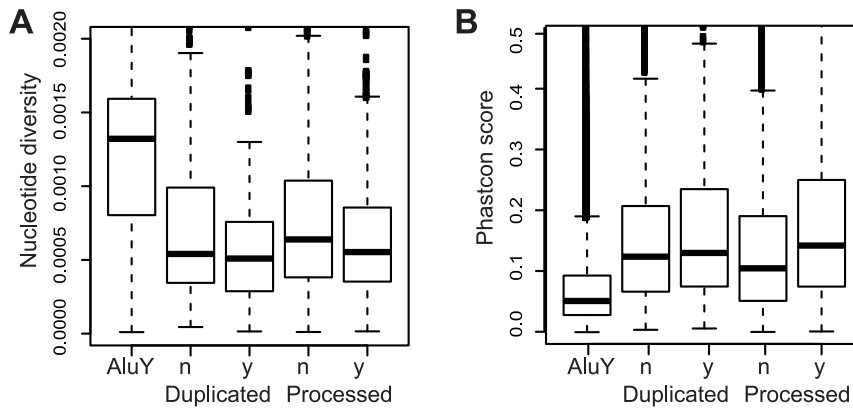 A
B
Nucleotide diversity
0.0020
0.0015
0.0010
0.0005
0.0000
AluY n y n y
Duplicated Processed
Phastcon score
0.5
0.4
0.3
0.2
0.1
0.0
AluY n y n y
Duplicated Processed